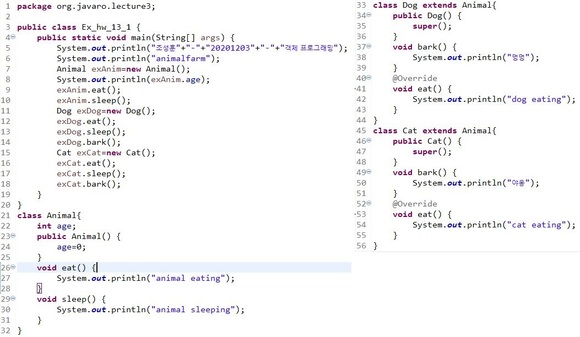 1 package org.javaro.lecture3;
2
3 public class Ex_hw_13_1 {
4 public static void main(String[] args) {
5 System.out.println("조성훈"+"-"+"20201203"+"-"+"객체 프로그래밍");
6 System.out.println("animalfarm");
7 Animal exAnim=new Animal();
8 System.out.println(exAnim.age);
9 exAnim.eat();
10 exAnim.sleep();
11 Dog exDog=new Dog();
12 exDog.eat();
13 exDog.sleep();
14 exDog.bark();
15 Cat exCat=new Cat();
16 exCat.eat();
17 exCat.sleep();
18 exCat.bark();
19 }
20 }
21 class Animal{
22 int age;
23 public Animal() {
24 age=0;
25 }
26 void eat() {
27 System.out.println("animal eating");
28 }
29 void sleep() {
30 System.out.println("animal sleeping");
31 }
32 }
33 class Dog extends Animal{
34 public Dog() {
35 super();
36 }
37 void bark() {
38 System.out.println("멍멍");
39 }
40 @Override
41 void eat() {
42 System.out.println("dog eating");
43 }
44 }
45 class Cat extends Animal{
46 public Cat() {
47 super();
48 }
49 void bark() {
50 System.out.println("야옹");
51 }
52 @Override
53 void eat() {
54 System.out.println("cat eating");
55 }
56 }